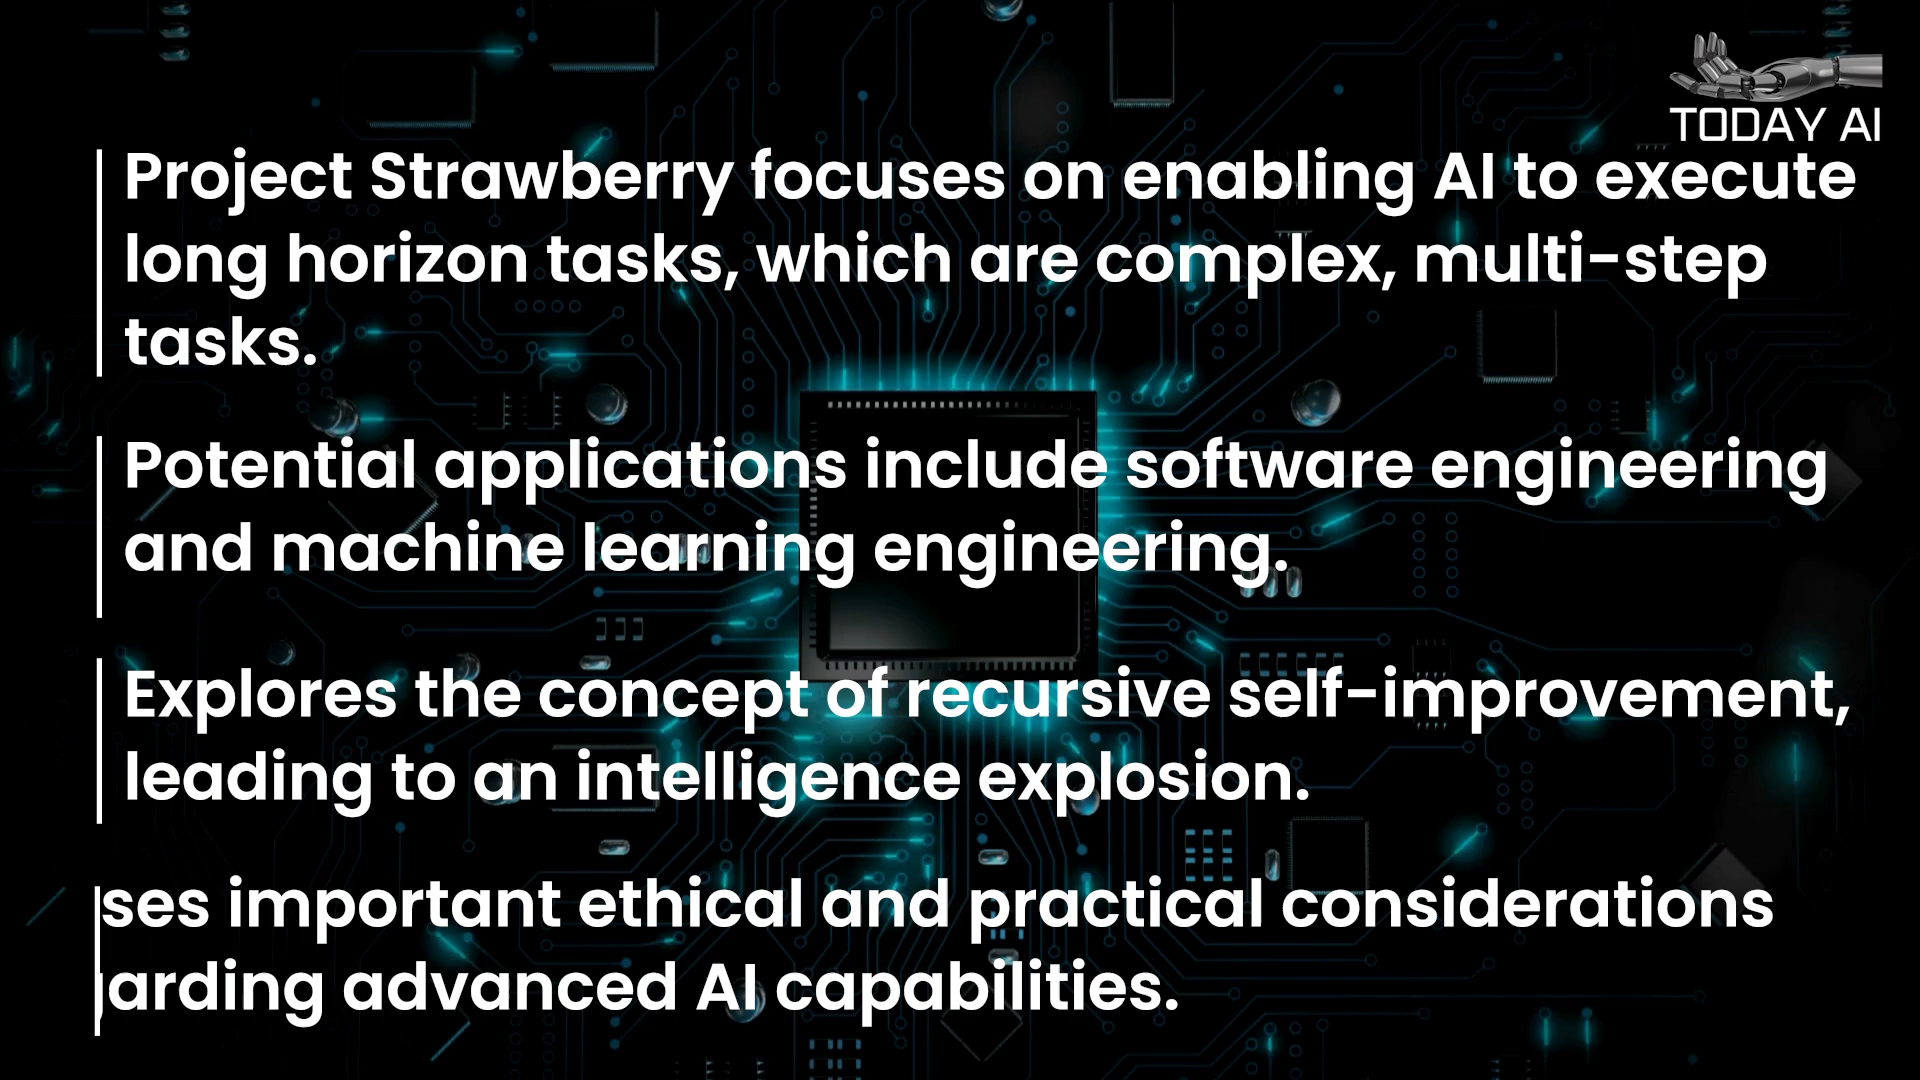 TODAY AI
Project Strawberry focuses on enabling AI to execute
long horizon tasks, which are complex, multi-step
tasks.
Potential applications include software engineering
and machine learning engineering.
Explores the concept of recursive self-improvement,
leading to an intelligence explosion.
ses important ethical and practical considerations
arding advanced AI capabilities.